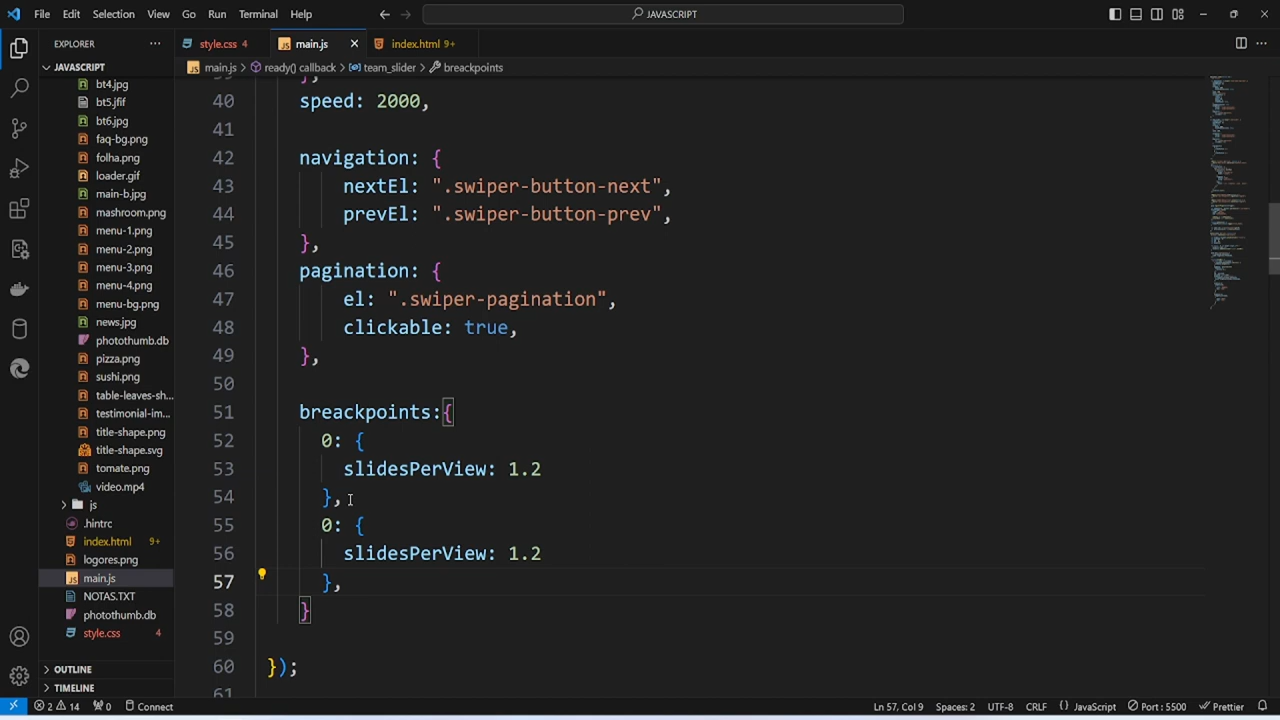 File Edit Selection View Go Run Terminal Help
JAVASCRIPT
EXPLORER
style.css 4
main.js
index.html 9+
JAVASCRIPT
main.js > ready() callback > team_slider > breackpoints
bt4.jpg
bt5.jfif
bt6.jpg
faq-bg.png
folha.png
loader.gif
main-b.jpg
mashroom.png
menu-1.png
menu-2.png
menu-3.png
menu-4.png
menu-bg.png
news.jpg
photothumb.db
pizza.png
sushi.png
table-leaves-sh...
testimonial-im...
title-shape.png
title-shape.svg
tomate.png
video.mp4
js
.hintrc
index.html 9+
logores.png
main.js
NOTAS.TXT
photothumb.db
style.css 4
OUTLINE
TIMELINE
39 },
40 speed: 2000,
41
42 navigation: {
43 nextEl: ".swiper-button-next",
44 prevEl: ".swiper-button-prev",
45 },
46 pagination: {
47 el: ".swiper-pagination",
48 clickable: true,
49 },
50
51 breackpoints:{
52 0: {
53 slidesPerView: 1.2
54 },
55 0: {
56 slidesPerView: 1.2
57 },
58 }
59
60 });
61
2 14 0 Connect Ln 57, Col 9 Spaces: 2 UTF-8 CRLF {} JavaScript Port : 5500 Prettier